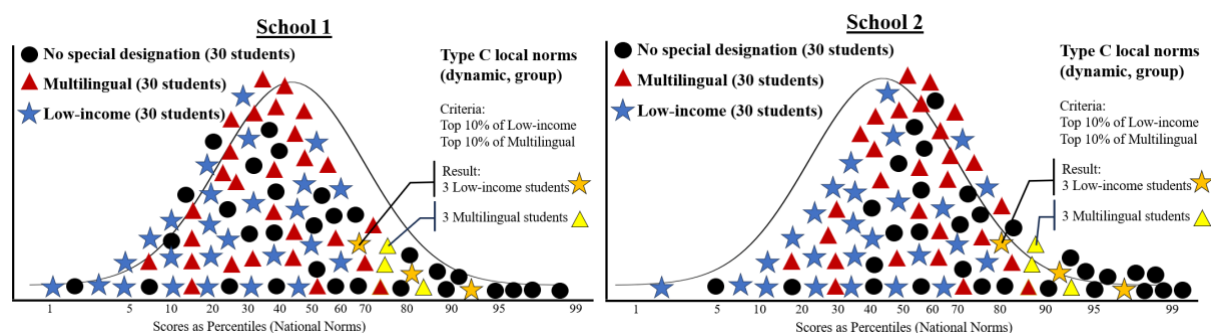 School 1
No special designation (30 students)
Multilingual (30 students)
Low-income (30 students)
Type C local norms
(dynamic, group)
Criteria:
Top 10% of Low-income
Top 10% of Multilingual
Result:
3 Low-income students
3 Multilingual students
1 5 10 20 30 40 50 60 70 80 90 95 99
Scores as Percentiles (National Norms)
School 2
No special designation (30 students)
Multilingual (30 students)
Low-income (30 students)
Type C local norms
(dynamic, group)
Criteria:
Top 10% of Low-income
Top 10% of Multilingual
Result:
3 Low-income students
3 Multilingual students
1 5 10 20 30 40 50 60 70 80 90 95 99
Scores as Percentiles (National Norms)